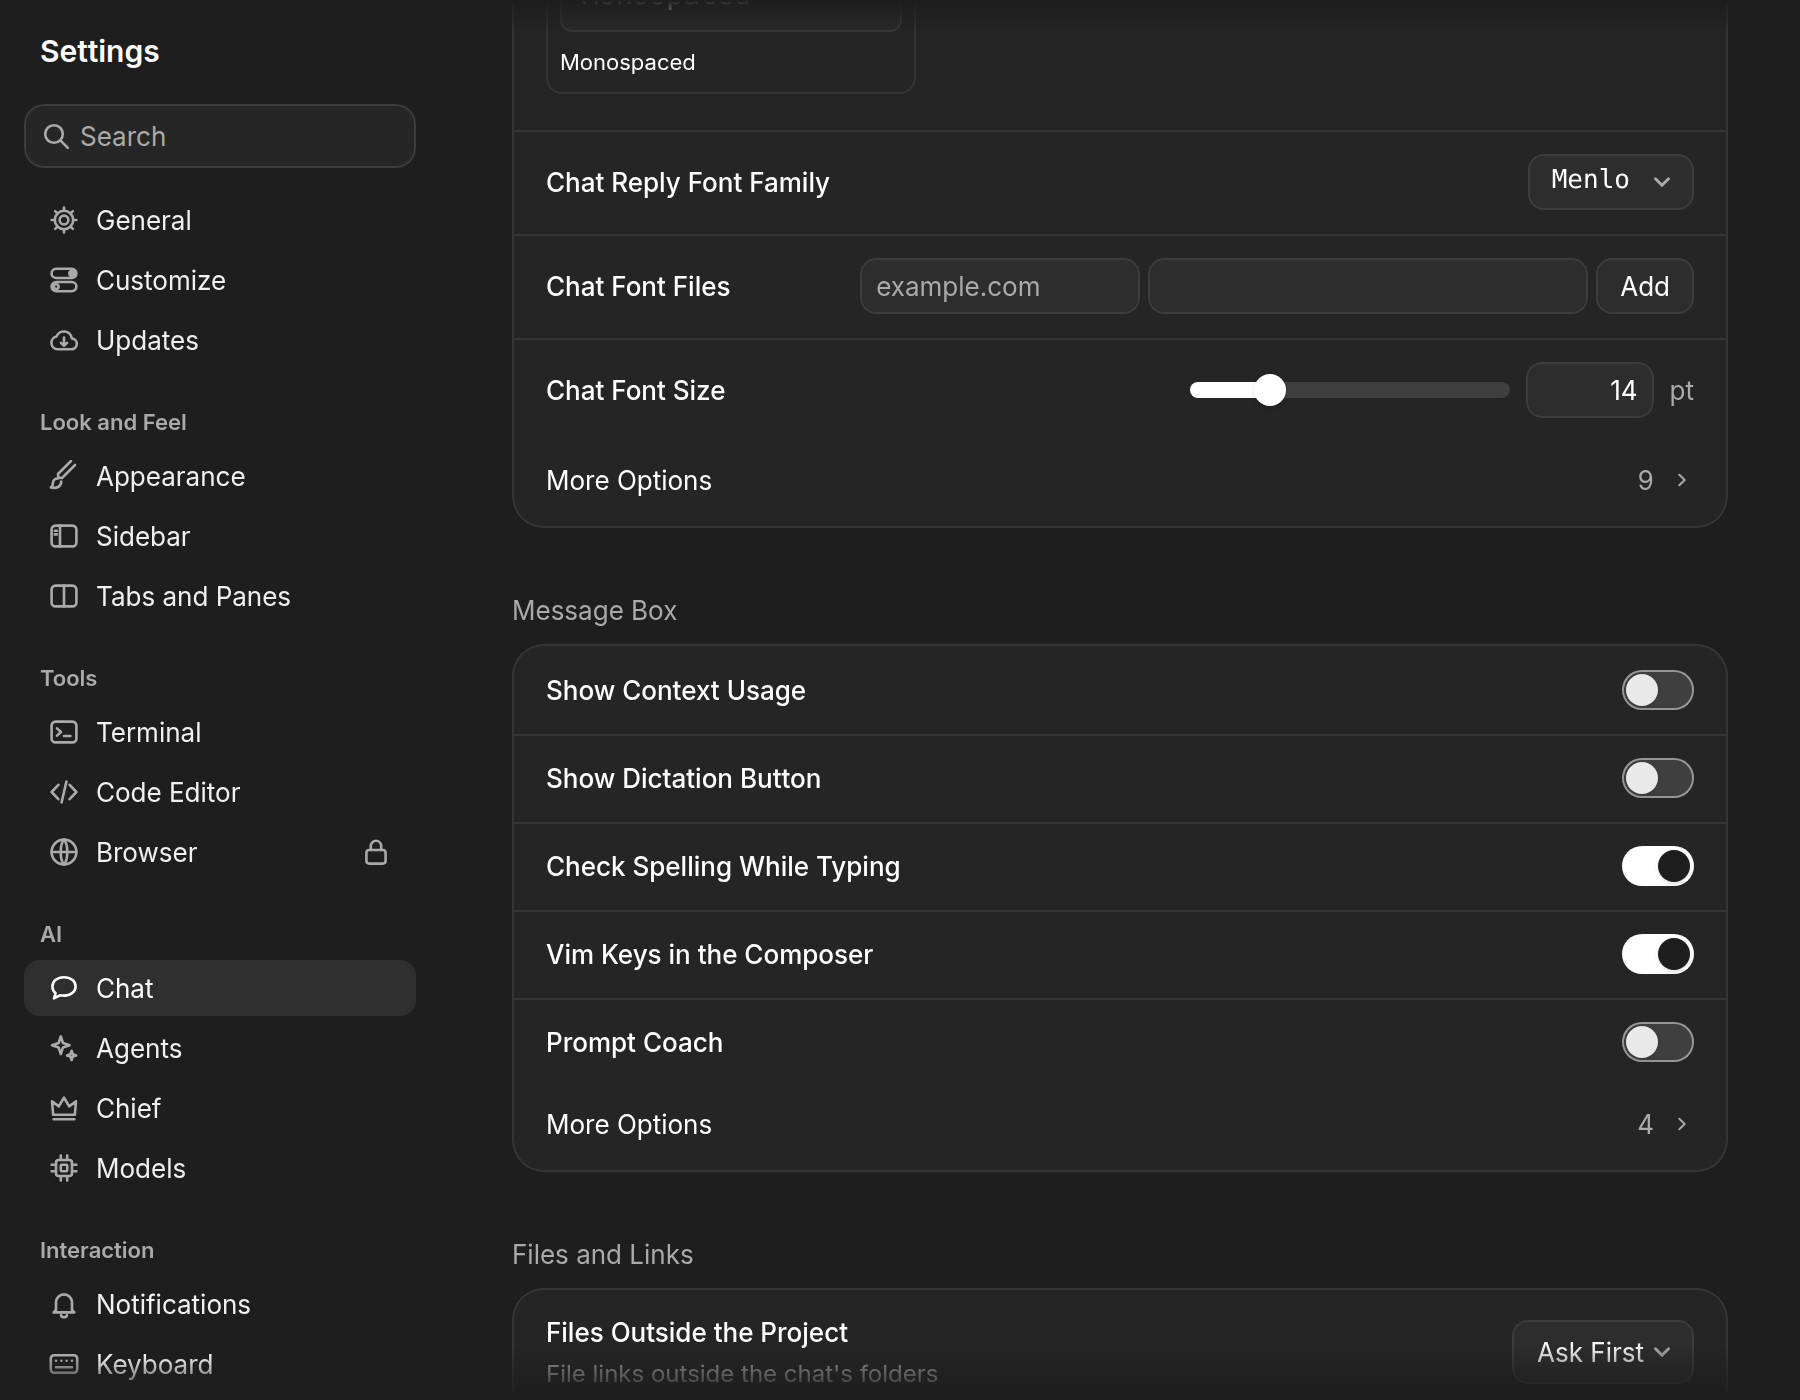 Settings
Search
General
Customize
Updates
Look and Feel
Appearance
Sidebar
Tabs and Panes
Tools
Terminal
Code Editor
Browser
AI
Chat
Agents
Chief
Models
Interaction
Notifications
Keyboard
Monospaced
Monospaced
Chat Reply Font Family
Menlo
Chat Font Files
example.com
Add
Chat Font Size
14
pt
More Options
9
Message Box
Show Context Usage
Show Dictation Button
Check Spelling While Typing
Vim Keys in the Composer
Prompt Coach
More Options
4
Files and Links
Files Outside the Project
File links outside the chat's folders
Ask First